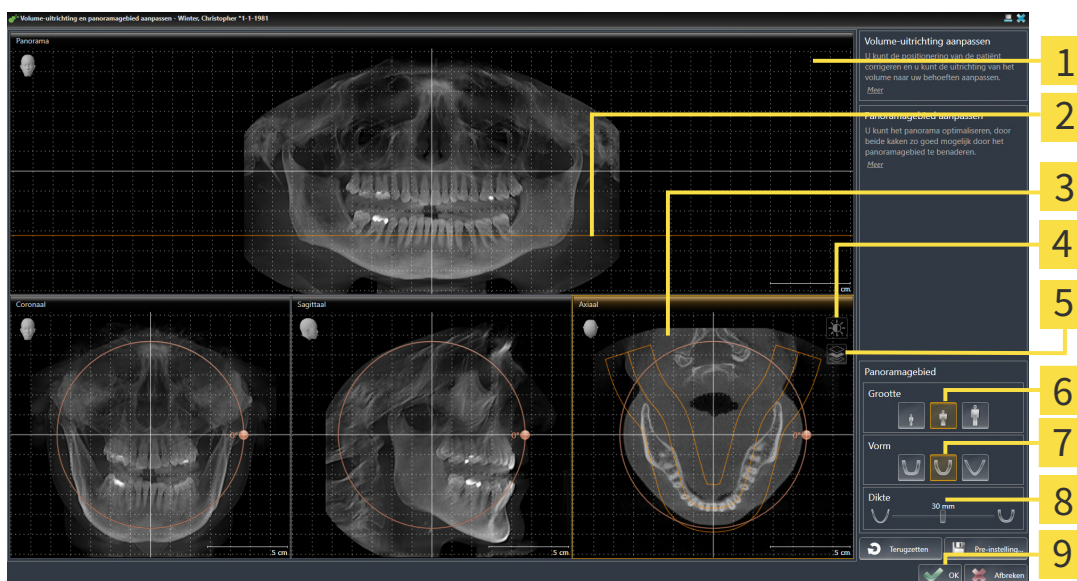 Volume-uitrichting en panoramagebied aanpassen - Winter, Christopher *1-1-1981
Panorama
cm
Volume-uitrichting aanpassen
U kunt de positionering van de patiënt
corrigeren en u kunt de uitrichting van het
volume naar uw behoeften aanpassen.
Meer
Panoramagebied aanpassen
U kunt het panorama optimaliseren, door
beide kaken zo goed mogelijk door het
panoramagebied te benaderen.
Meer
1
2
3
4
5
6
7
8
9
Coronaal
0°
5 cm
Sagittaal
0°
5 cm
Axiaal
0°
5 cm
Panoramagebied
Grootte
Vorm
Dikte
30 mm
Terugzetten
Pre-instelling...
OK
Afbreken